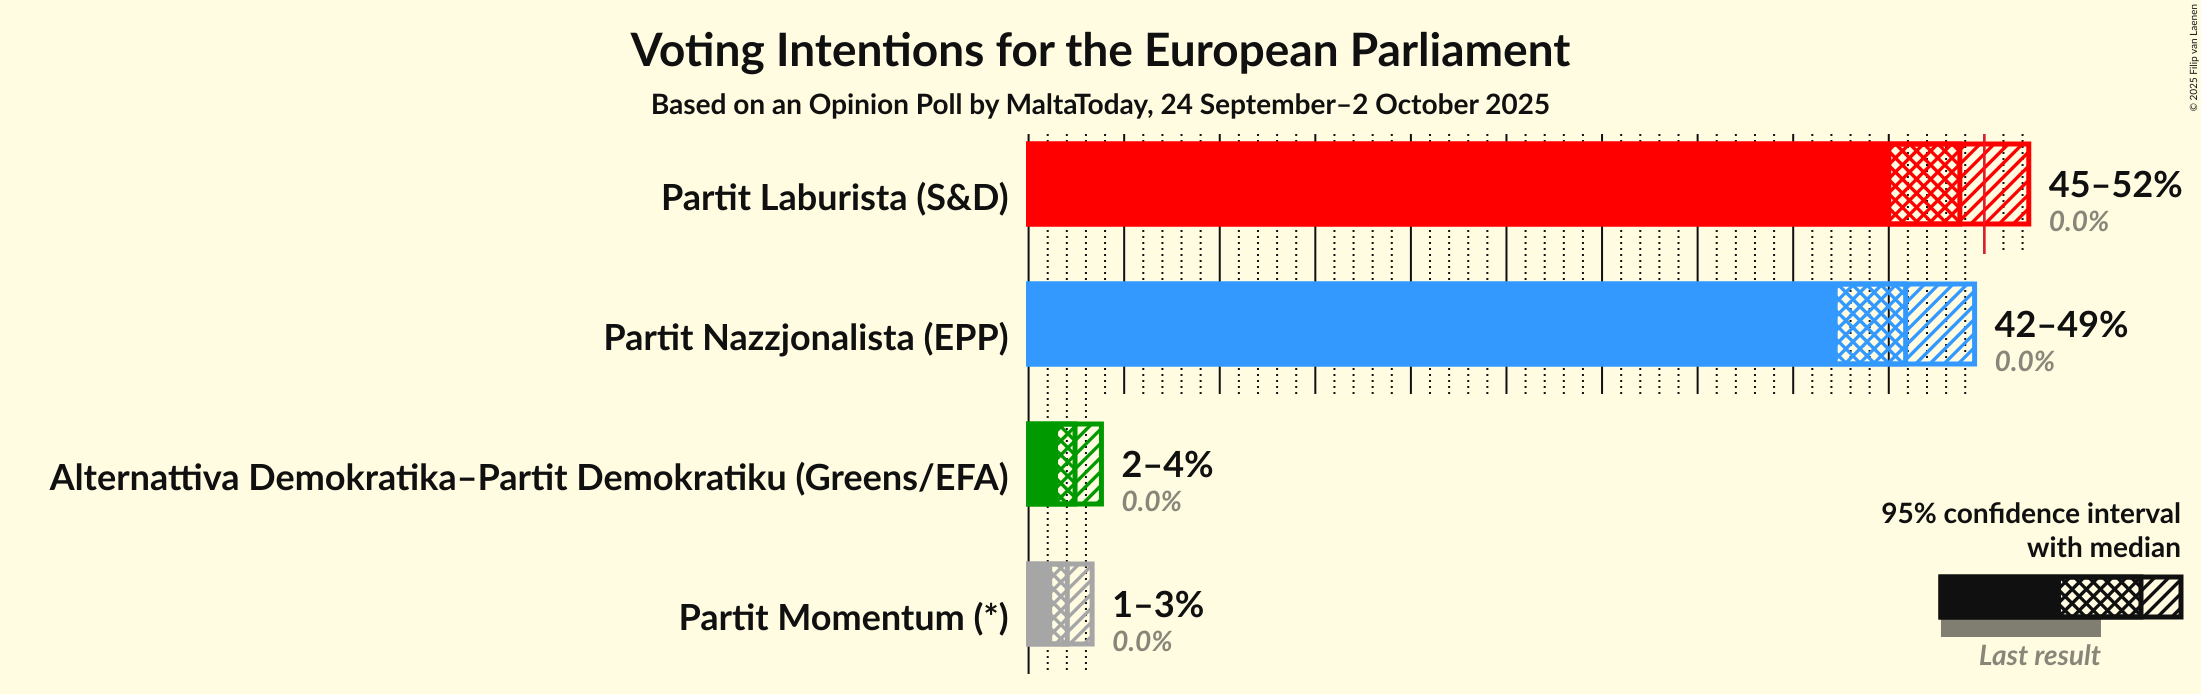 Voting Intentions for the European Parliament
Based on an Opinion Poll by MaltaToday, 24 September–2 October 2025
© 2025 Filip van Laenen
Partit Laburista (S&D)
45–52%
0.0%
Partit Nazzjonalista (EPP)
42–49%
0.0%
Alternattiva Demokratika–Partit Demokratiku (Greens/EFA)
2–4%
0.0%
Partit Momentum (*)
1–3%
0.0%
95% confidence interval
with median
Last result